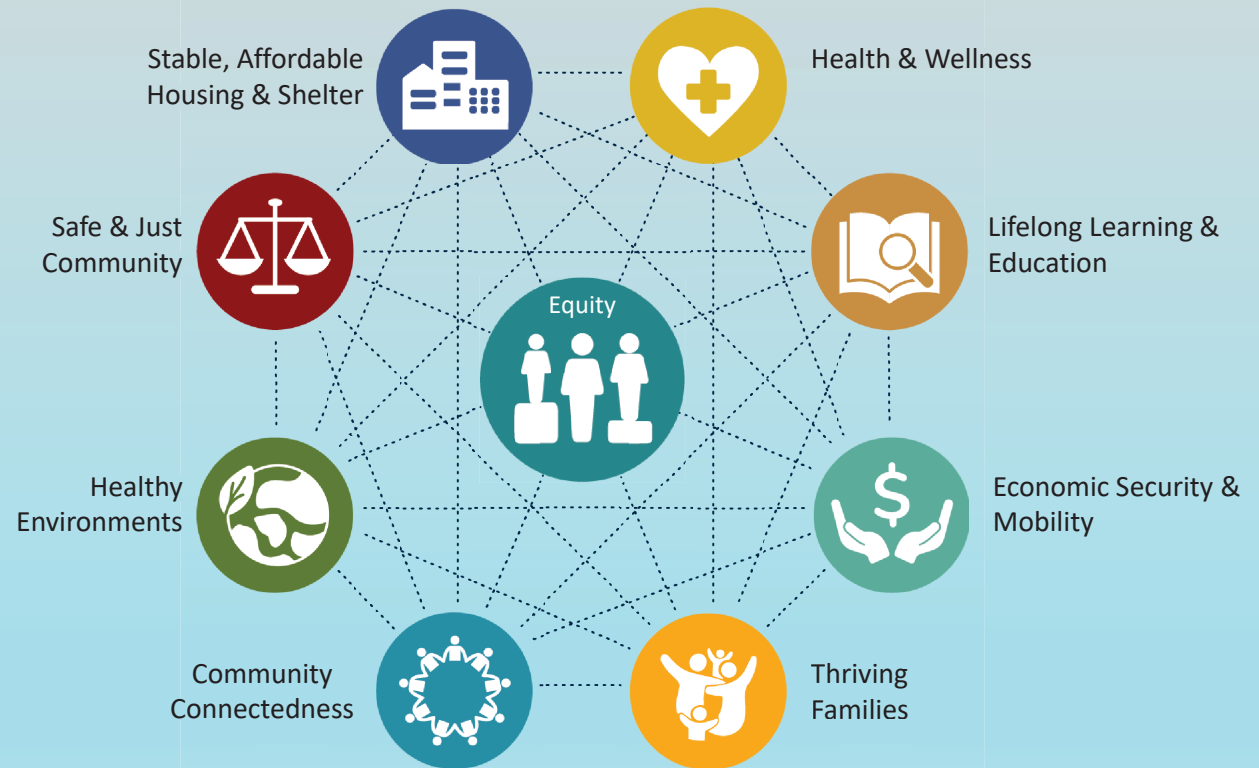 Stable, Affordable
Housing & Shelter
Health & Wellness
Safe & Just
Community
Lifelong Learning &
Education
Equity
Healthy
Environments
$
Economic Security &
Mobility
Community
Connectedness
Thriving
Families